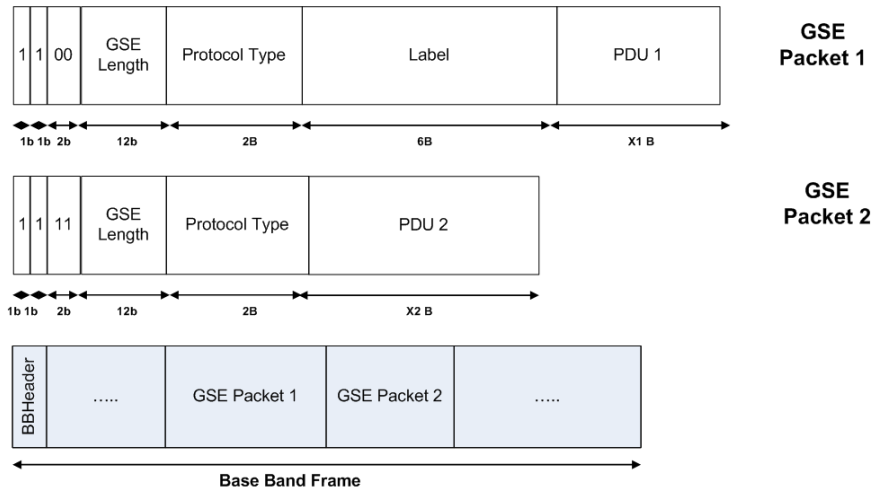 1 1 00 GSE Length Protocol Type Label PDU 1
GSE Packet 1
1b 1b 2b 12b 2B 6B X1 B
1 1 11 GSE Length Protocol Type PDU 2
GSE Packet 2
1b 1b 2b 12b 2B X2 B
BBHeader ..... GSE Packet 1 GSE Packet 2 .....
Base Band Frame